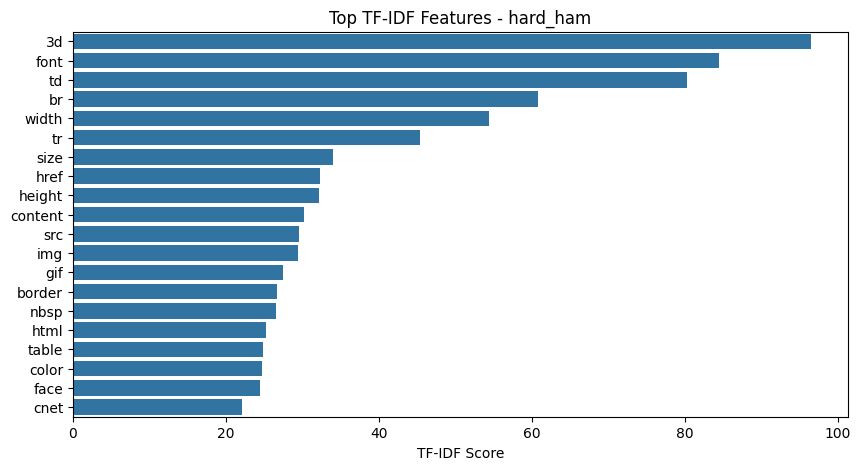 Top TF-IDF Features - hard_ham
3d
font
td
br
width
tr
size
href
height
content
src
img
gif
border
nbsp
html
table
color
face
cnet
0 20 40 60 80 100
TF-IDF Score